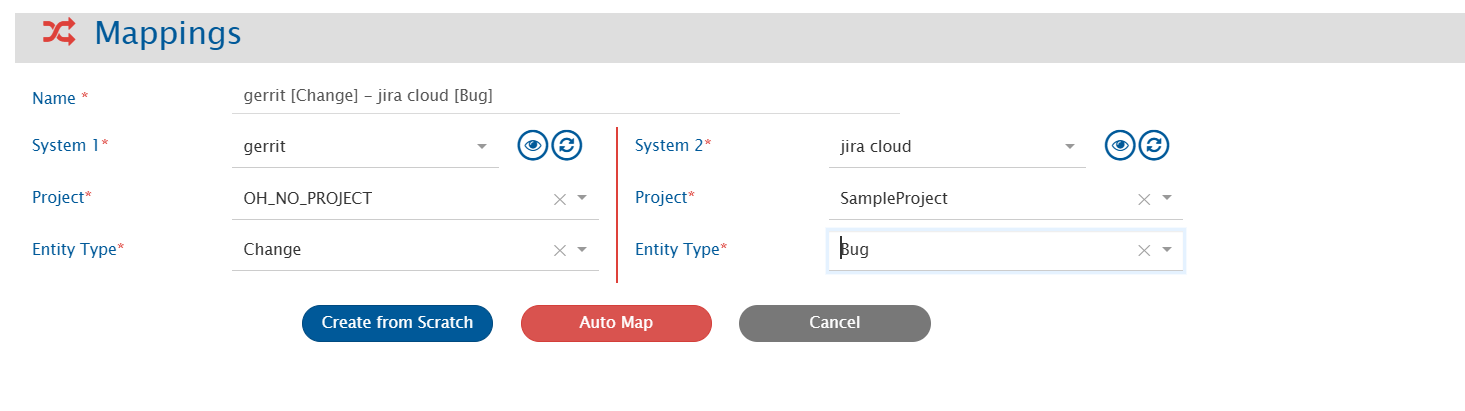 Mappings
Name *
gerrit [Change] – jira cloud [Bug]
System 1*
gerrit
System 2*
jira cloud
Project*
OH_NO_PROJECT
Project*
SampleProject
Entity Type*
Change
Entity Type*
Bug
Create from Scratch
Auto Map
Cancel